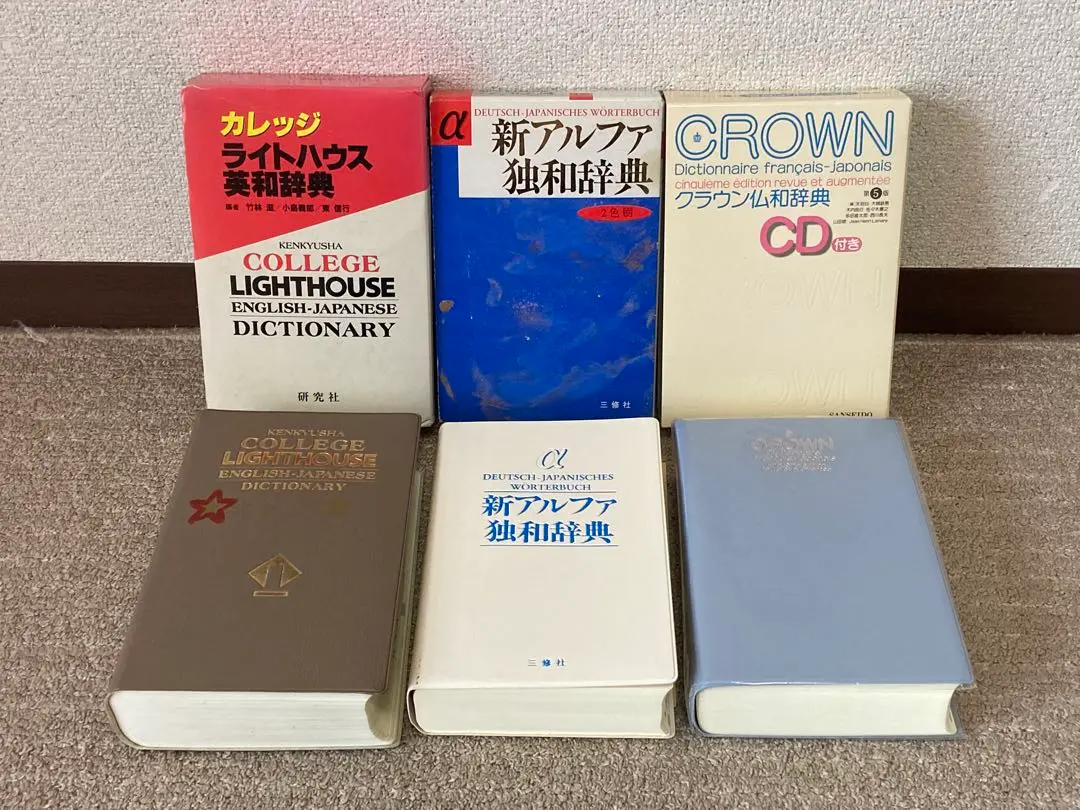 カレッジ
ライトハウス
英和辞典
編者 竹林 滋/小島義郎/東 信行
KENKYUSHA
COLLEGE
LIGHTHOUSE
ENGLISH-JAPANESE
DICTIONARY
研究社
α
DEUTSCH-JAPANISCHES WÖRTERBUCH
新アルファ
独和辞典
2色刷
三修社
CROWN
Dictionnaire français-japonais
cinquième édition revue et augmentée
クラウン仏和辞典
第5版
CD付き
SANSEIDO
KENKYUSHA
COLLEGE
LIGHTHOUSE
ENGLISH-JAPANESE
DICTIONARY
α
DEUTSCH-JAPANISCHES
WÖRTERBUCH
新アルファ
独和辞典
三修社
CROWN